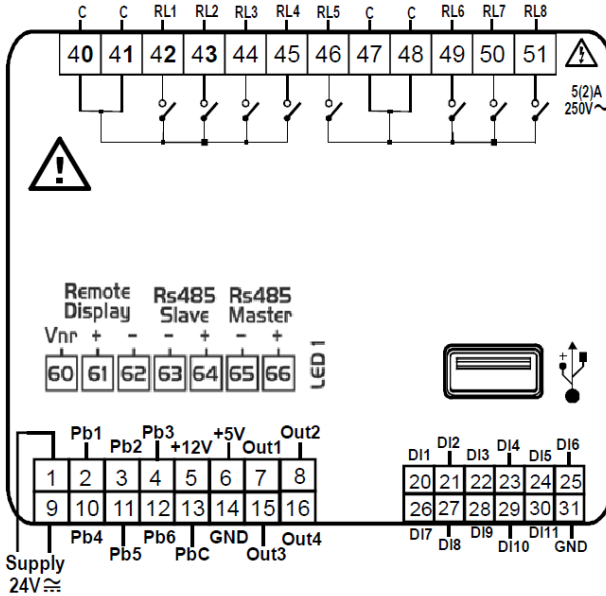 C C RL1 RL2 RL3 RL4 RL5 C C RL6 RL7 RL8
40 41 42 43 44 45 46 47 48 49 50 51
5(2)A
250V~
Remote Display Rs485 Slave Rs485 Master
Vnr + - - + - +
60 61 62 63 64 65 66
LED 1
Pb1 Pb2 Pb3 +12V +5V Out1 Out2
1 2 3 4 5 6 7 8
9 10 11 12 13 14 15 16
Pb4 Pb5 Pb6 PbC GND Out3 Out4
Supply
24V≂
DI1 DI2 DI3 DI4 DI5 DI6
20 21 22 23 24 25
26 27 28 29 30 31
DI7 DI8 DI9 DI10 DI11 GND